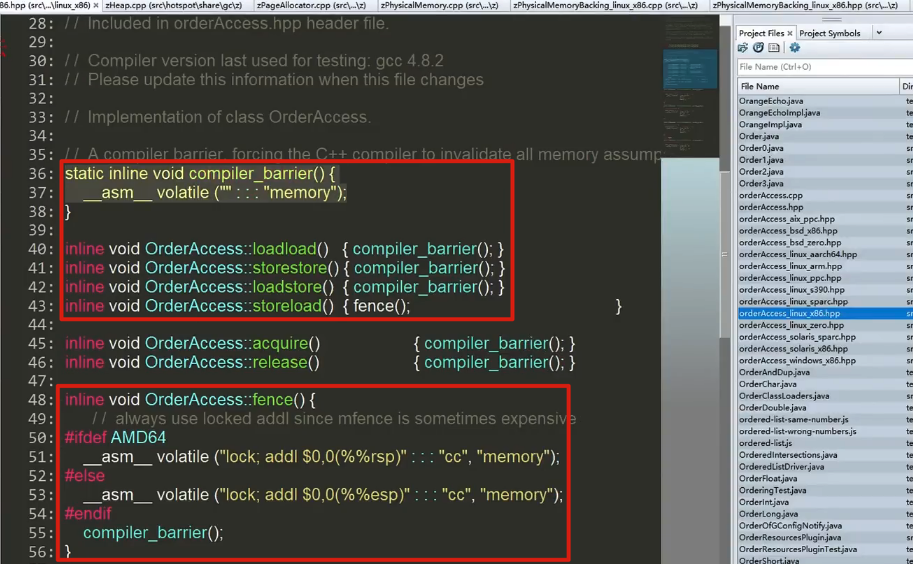 86.hpp (src\...\linux_x86) × zHeap.cpp (src\hotspot\share\gc\z) zPageAllocator.cpp (src\...\z) zPhysicalMemory.cpp (src\...\z) zPhysicalMemoryBacking_linux_x86.cpp (src\...\z) zPhysicalMemoryBacking_linux_x86.hpp (src\...\z)
28: // Included in orderAccess.hpp header file.
29:
30: // Compiler version last used for testing: gcc 4.8.2
31: // Please update this information when this file changes
32:
33: // Implementation of class OrderAccess.
34:
35: // A compiler barrier, forcing the C++ compiler to invalidate all memory assump
36: static inline void compiler_barrier() {
37: __asm__ volatile ("" : : : "memory");
38: }
39:
40: inline void OrderAccess::loadload() { compiler_barrier(); }
41: inline void OrderAccess::storestore() { compiler_barrier(); }
42: inline void OrderAccess::loadstore() { compiler_barrier(); }
43: inline void OrderAccess::storeload() { fence(); }
44:
45: inline void OrderAccess::acquire() { compiler_barrier(); }
46: inline void OrderAccess::release() { compiler_barrier(); }
47:
48: inline void OrderAccess::fence() {
49: // always use locked addl since mfence is sometimes expensive
50: #ifdef AMD64
51: __asm__ volatile ("lock; addl $0,0(%%rsp)" : : : "cc", "memory");
52: #else
53: __asm__ volatile ("lock; addl $0,0(%%esp)" : : : "cc", "memory");
54: #endif
55: compiler_barrier();
56: }
Project Files × Project Symbols
File Name (Ctrl+O)
File Name Dir
OrangeEcho.java te
OrangeEchoImpl.java te
OrangeImpl.java te
Order.java te
Order0.java te
Order1.java te
Order2.java te
Order3.java te
orderAccess.cpp sr
orderAccess.hpp sr
orderAccess_aix_ppc.hpp sr
orderAccess_bsd_x86.hpp sr
orderAccess_bsd_zero.hpp sr
orderAccess_linux_aarch64.hpp sr
orderAccess_linux_arm.hpp sr
orderAccess_linux_ppc.hpp sr
orderAccess_linux_s390.hpp sr
orderAccess_linux_sparc.hpp sr
orderAccess_linux_x86.hpp sr
orderAccess_linux_zero.hpp sr
orderAccess_solaris_sparc.hpp sr
orderAccess_solaris_x86.hpp sr
orderAccess_windows_x86.hpp sr
OrderAndDup.java te
OrderChar.java te
OrderClassLoaders.java te
OrderDouble.java te
ordered-list-same-number.js te
ordered-list-wrong-numbers.js te
ordered-list.js te
OrderedIntersections.java te
OrderedListDriver.java te
OrderFloat.java te
OrderingTest.java te
OrderInt.java te
OrderLong.java te
OrderOfGConfigNotify.java te
OrderResourcesPlugin.java te
OrderResourcesPluginTest.java te
OrderShort.java te